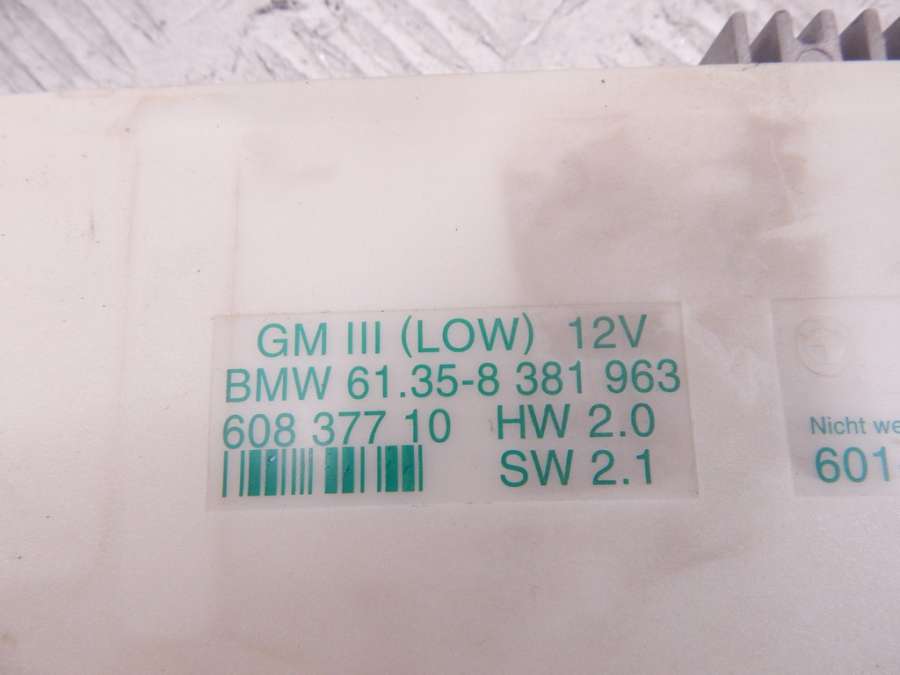 GM III (LOW) 12V
BMW 61.35-8 381 963
608 377 10 HW 2.0
SW 2.1
Nicht we
601